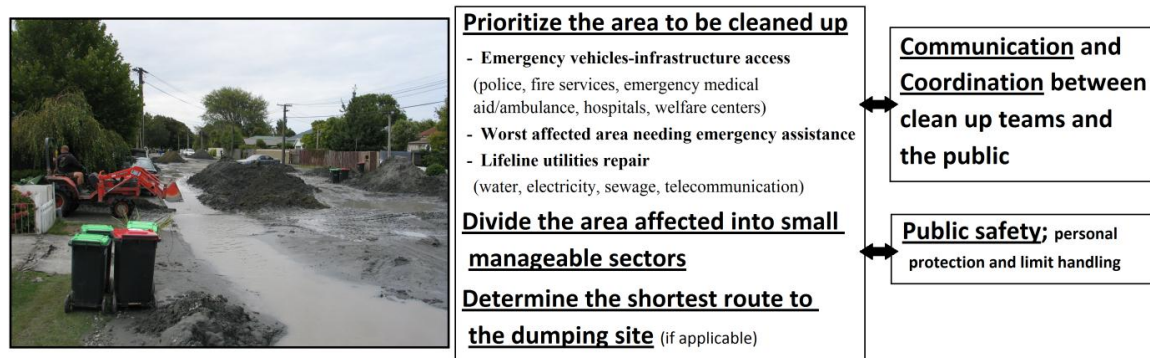 Prioritize the area to be cleaned up
- Emergency vehicles-infrastructure access
(police, fire services, emergency medical
aid/ambulance, hospitals, welfare centers)
- Worst affected area needing emergency assistance
- Lifeline utilities repair
(water, electricity, sewage, telecommunication)
Divide the area affected into small
manageable sectors
Determine the shortest route to
the dumping site (if applicable)
Communication and
Coordination between
clean up teams and
the public
Public safety; personal
protection and limit handling